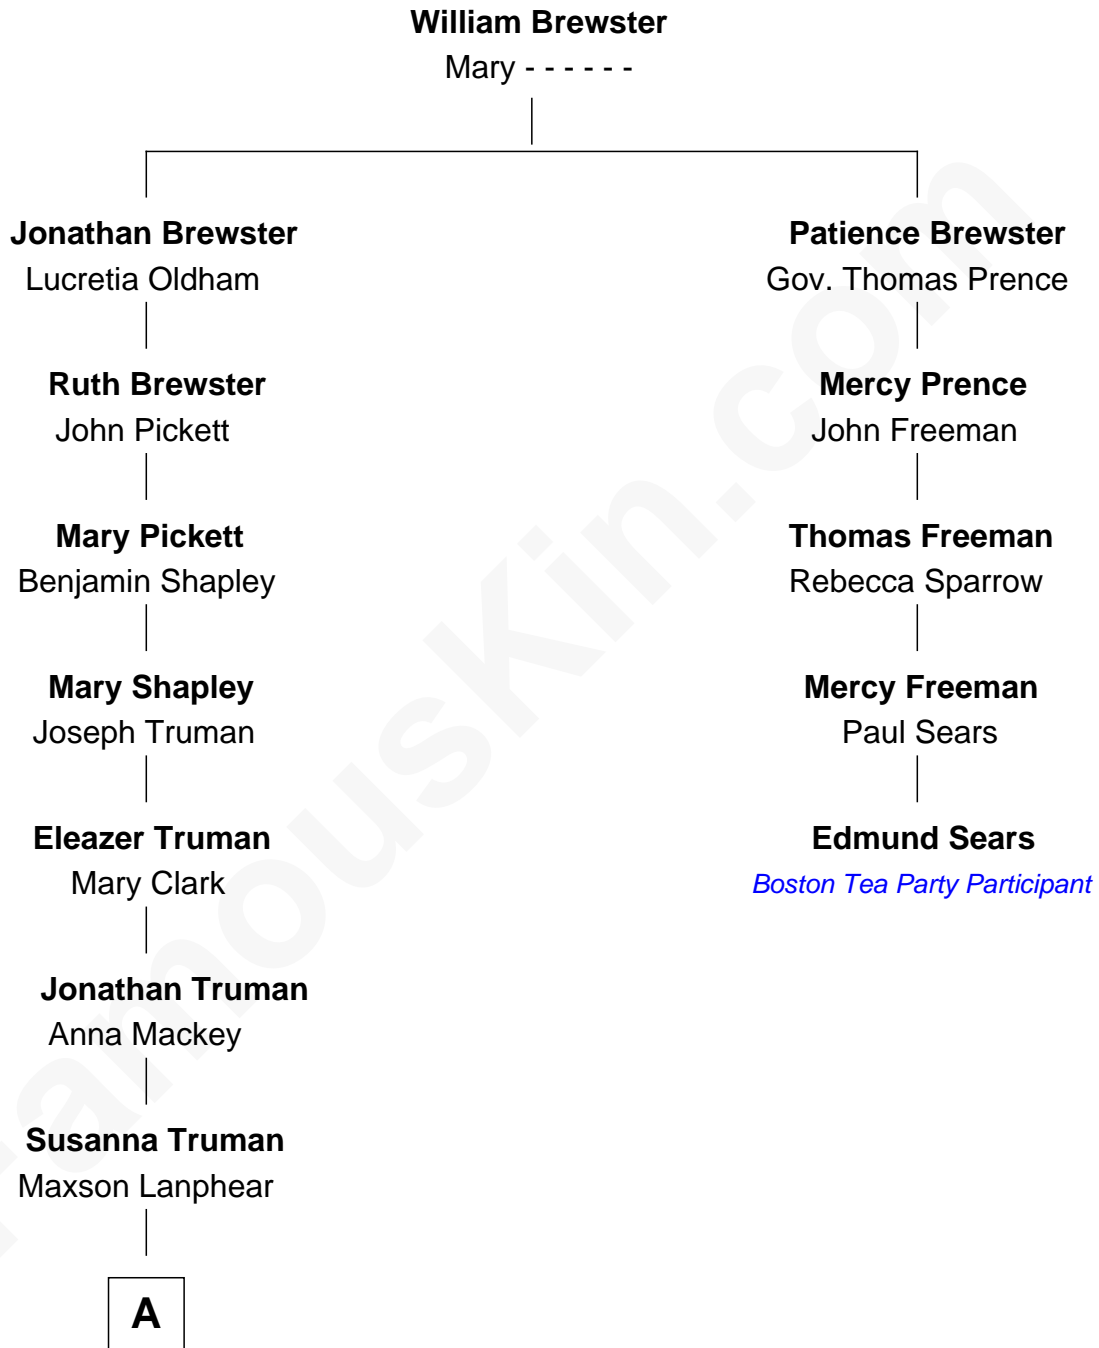 William Brewster
Mary - - - - - -
Jonathan Brewster
Lucretia Oldham
Patience Brewster
Gov. Thomas Prence
Ruth Brewster
John Pickett
Mercy Prence
John Freeman
Mary Pickett
Benjamin Shapley
Thomas Freeman
Rebecca Sparrow
Mary Shapley
Joseph Truman
Mercy Freeman
Paul Sears
Eleazer Truman
Mary Clark
Edmund Sears
Boston Tea Party Participant
Jonathan Truman
Anna Mackey
Susanna Truman
Maxson Lanphear
A
FamousKin.com